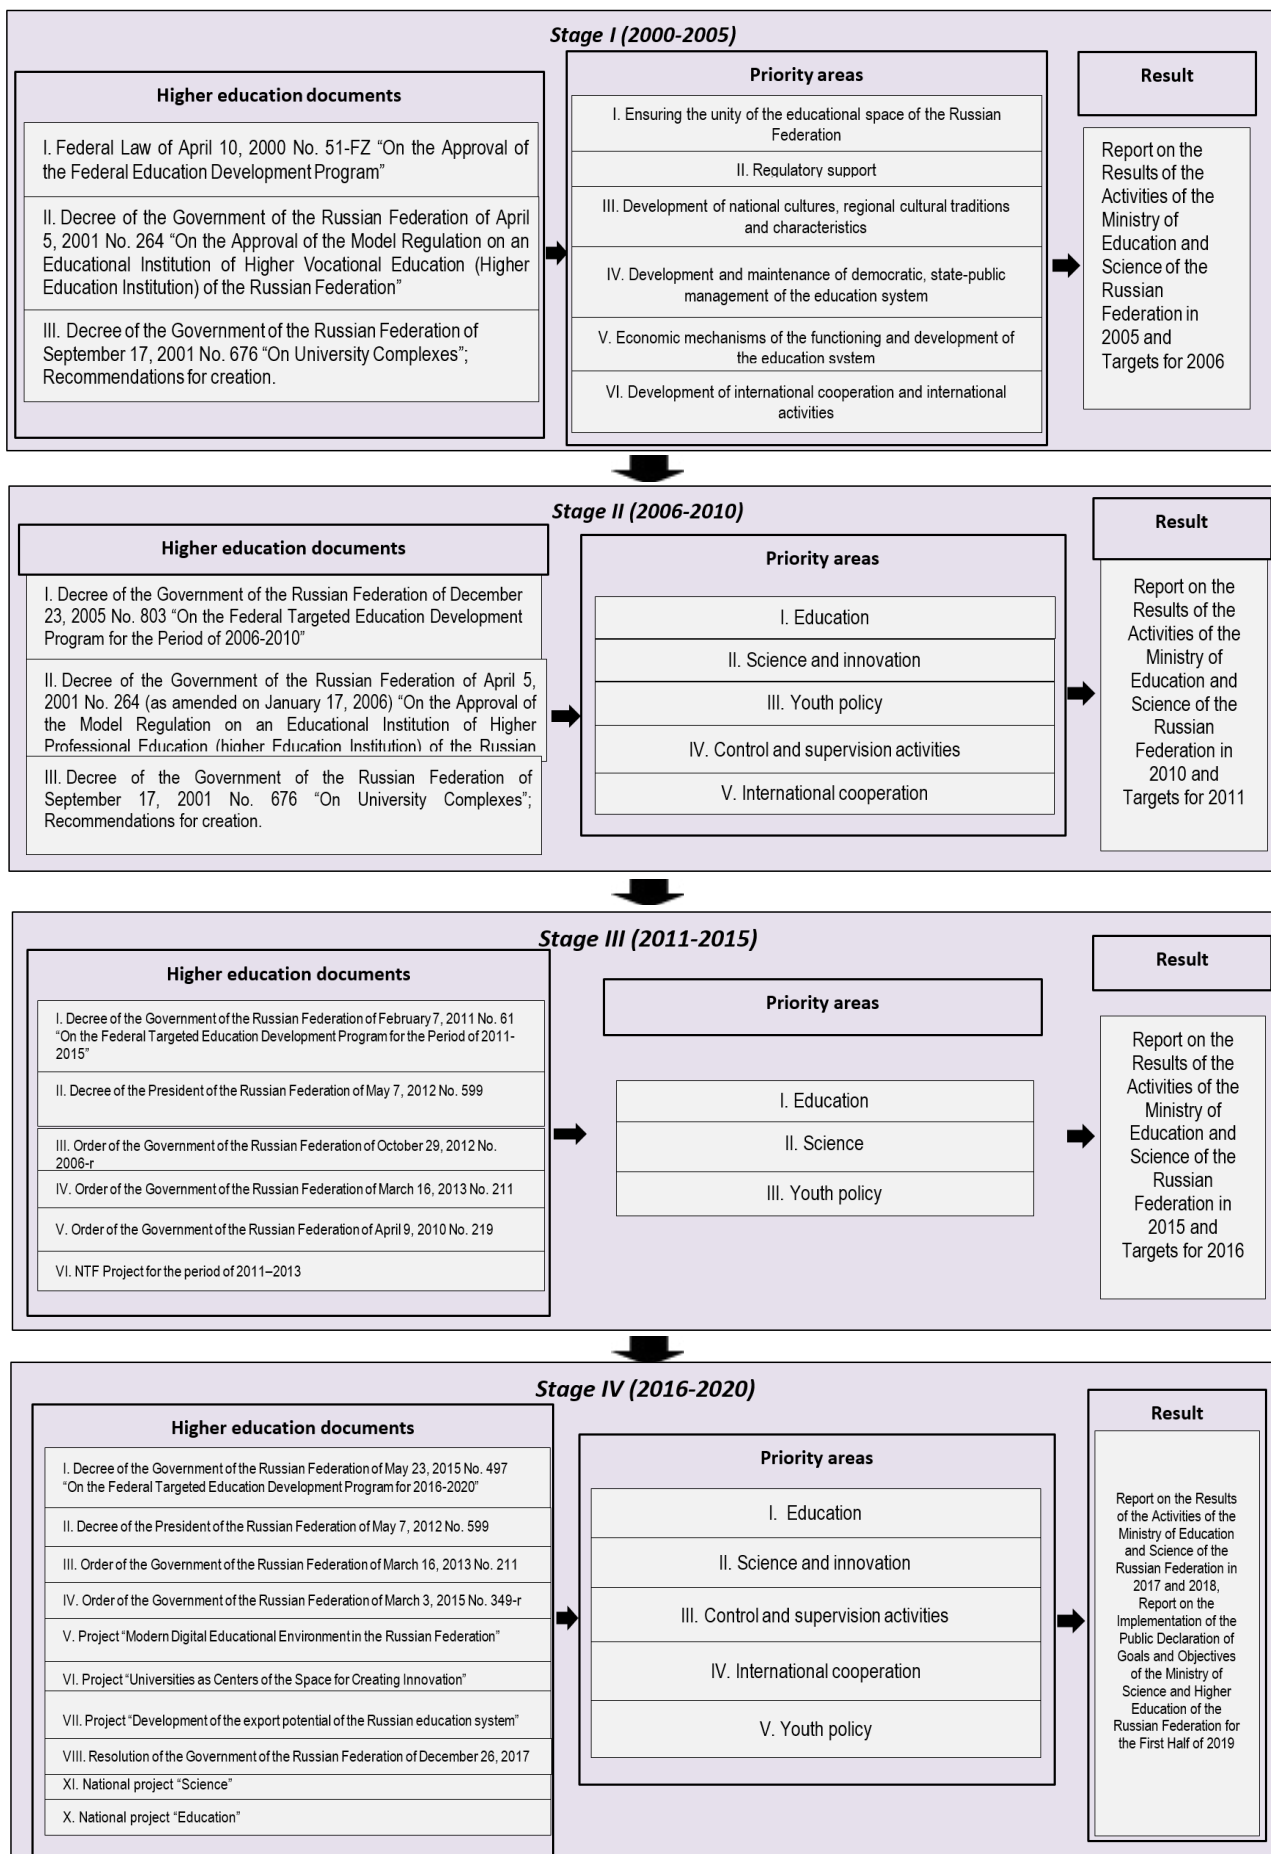 Stage I (2000-2005)
Higher education documents
I. Federal Law of April 10, 2000 No. 51-FZ “On the Approval of
the Federal Education Development Program”
II. Decree of the Government of the Russian Federation of April
5, 2001 No. 264 “On the Approval of the Model Regulation on an
Educational Institution of Higher Vocational Education (Higher
Education Institution) of the Russian Federation”
III. Decree of the Government of the Russian Federation of
September 17, 2001 No. 676 “On University Complexes”;
Recommendations for creation.
Priority areas
I. Ensuring the unity of the educational space of the Russian
Federation
II. Regulatory support
III. Development of national cultures, regional cultural traditions
and characteristics
IV. Development and maintenance of democratic, state-public
management of the education system
V. Economic mechanisms of the functioning and development of
the education system
VI. Development of international cooperation and international
activities
Result
Report on the
Results of the
Activities of the
Ministry of
Education and
Science of the
Russian
Federation in
2005 and
Targets for 2006
Stage II (2006-2010)
Higher education documents
I. Decree of the Government of the Russian Federation of December
23, 2005 No. 803 “On the Federal Targeted Education Development
Program for the Period of 2006-2010”
II. Decree of the Government of the Russian Federation of April 5,
2001 No. 264 (as amended on January 17, 2006) “On the Approval of
the Model Regulation on an Educational Institution of Higher
Professional Education (higher Education Institution) of the Russian
III. Decree of the Government of the Russian Federation of
September 17, 2001 No. 676 “On University Complexes”;
Recommendations for creation.
Priority areas
I. Education
II. Science and innovation
III. Youth policy
IV. Control and supervision activities
V. International cooperation
Result
Report on the
Results of the
Activities of the
Ministry of
Education and
Science of the
Russian
Federation in
2010 and
Targets for 2011
Stage III (2011-2015)
Higher education documents
I. Decree of the Government of the Russian Federation of February 7, 2011 No. 61
“On the Federal Targeted Education Development Program for the Period of 2011-
2015”
II. Decree of the President of the Russian Federation of May 7, 2012 No. 599
III. Order of the Government of the Russian Federation of October 29, 2012 No.
2006-r
IV. Order of the Government of the Russian Federation of March 16, 2013 No. 211
V. Order of the Government of the Russian Federation of April 9, 2010 No. 219
VI. NTF Project for the period of 2011–2013
Priority areas
I. Education
II. Science
III. Youth policy
Result
Report on the
Results of the
Activities of the
Ministry of
Education and
Science of the
Russian
Federation in
2015 and
Targets for 2016
Stage IV (2016-2020)
Higher education documents
I. Decree of the Government of the Russian Federation of May 23, 2015 No. 497
“On the Federal Targeted Education Development Program for 2016-2020”
II. Decree of the President of the Russian Federation of May 7, 2012 No. 599
III. Order of the Government of the Russian Federation of March 16, 2013 No. 211
IV. Order of the Government of the Russian Federation of March 3, 2015 No. 349-r
V. Project “Modern Digital Educational Environment in the Russian Federation”
VI. Project “Universities as Centers of the Space for Creating Innovation”
VII. Project “Development of the export potential of the Russian education system”
VIII. Resolution of the Government of the Russian Federation of December 26, 2017
XI. National project “Science”
X. National project “Education”
Priority areas
I. Education
II. Science and innovation
III. Control and supervision activities
IV. International cooperation
V. Youth policy
Result
Report on the Results
of the Activities of the
Ministry of Education
and Science of the
Russian Federation in
2017 and 2018,
Report on the
Implementation of the
Public Declaration of
Goals and Objectives
of the Ministry of
Science and Higher
Education of the
Russian Federation for
the First Half of 2019